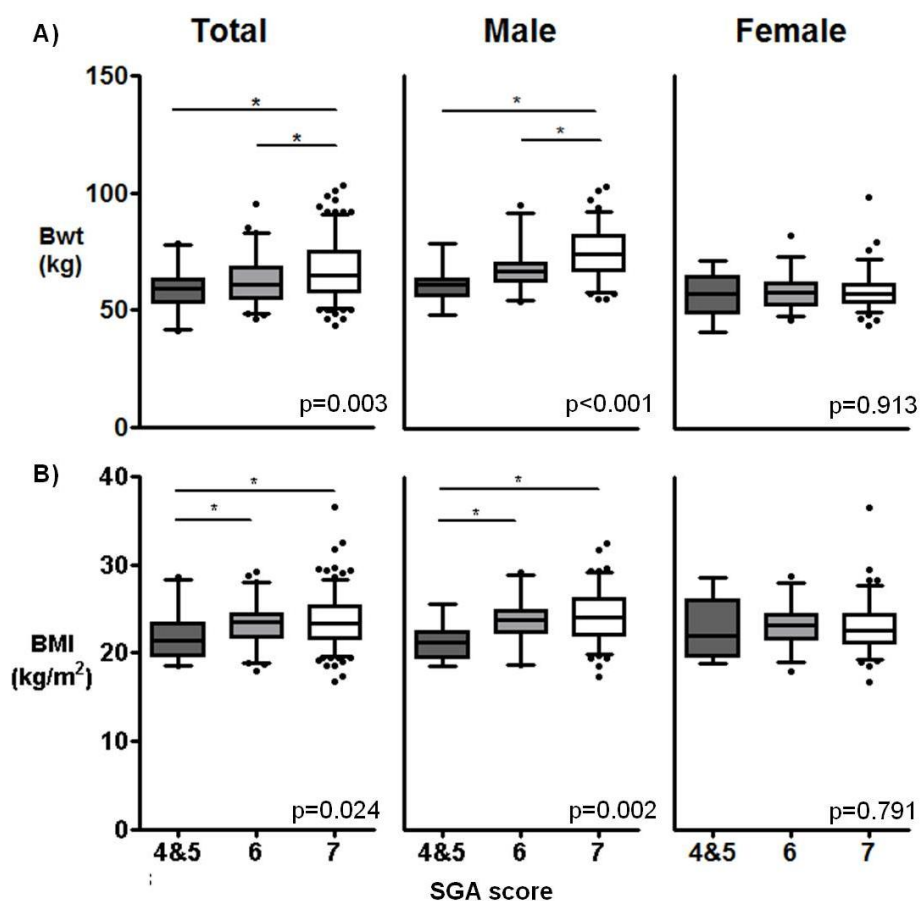 A)
Total Male Female
150
* * 
* *
100
Bwt
(kg)
50
p=0.003 p<0.001 p=0.913
0
B)
40
* *
* *
30
BMI
(kg/m²)
20
10
p=0.024 p=0.002 p=0.791
0
4&5 6 7 4&5 6 7 4&5 6 7
SGA score